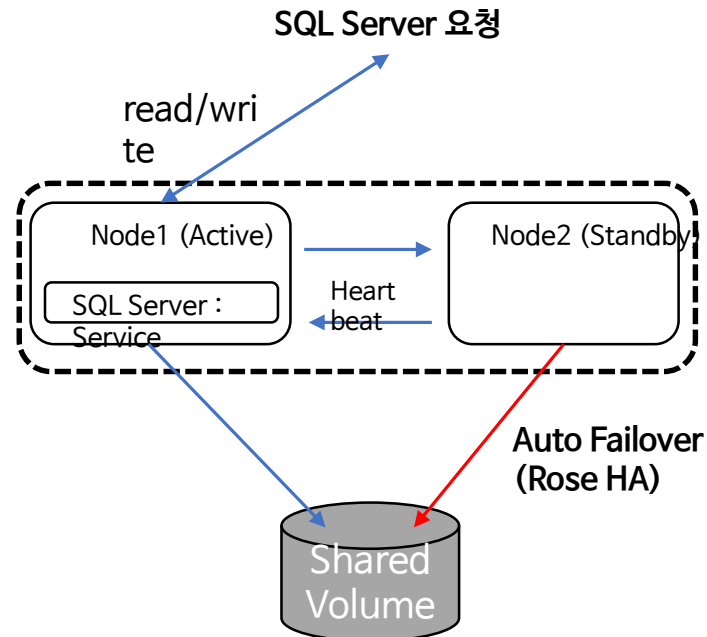 SQL Server 요청
read/wri
te
Node1 (Active)
Node2 (Standby)
SQL Server :
Service
Heart
beat
Auto Failover
(Rose HA)
Shared
Volume